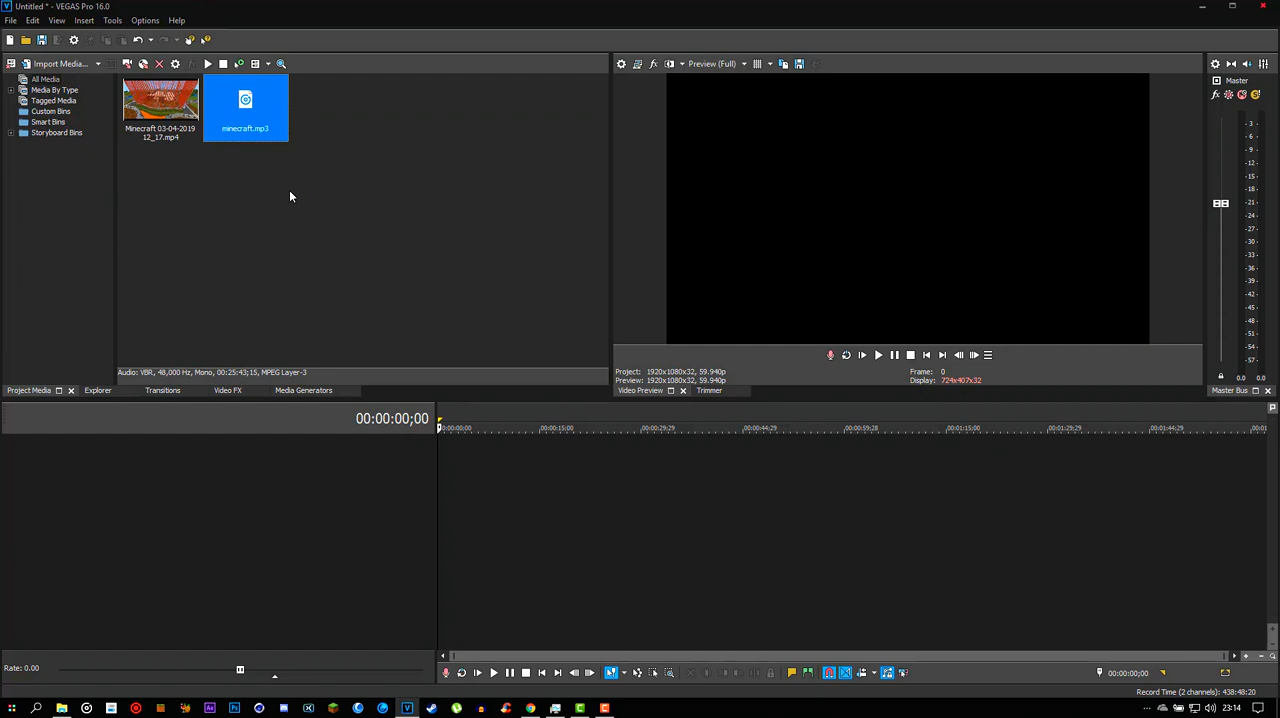 Untitled * - VEGAS Pro 16.0
File Edit View Insert Tools Options Help
Import Media... Preview (Full)
All Media
Media By Type
Tagged Media
Custom Bins
Smart Bins
Storyboard Bins
Minecraft 03-04-2019
12_17.mp4
minecraft.mp3
Audio: VBR, 48,000 Hz, Mono, 00:25:43;15, MPEG Layer-3
Project Media Explorer Transitions Video FX Media Generators
Project: 1920x1080x32, 59.940p
Preview: 1920x1080x32, 59.940p
Frame: 0
Display: 724x407x32
Video Preview Trimmer
Master
-3
-6
-9
-12
-15
-18
-21
-24
-27
-30
-33
-36
-39
-42
-45
-48
-51
-54
-57
0.0 0.0
Master Bus
00:00:00;00
00:00:00;00 00:00:15;00 00:00:29;29 00:00:44;29 00:00:59;28 00:01:15;00 00:01:29;29 00:01:44;29 00:01
Rate: 0.00
00:00:00;00
Record Time (2 channels): 438:48:20
23:14